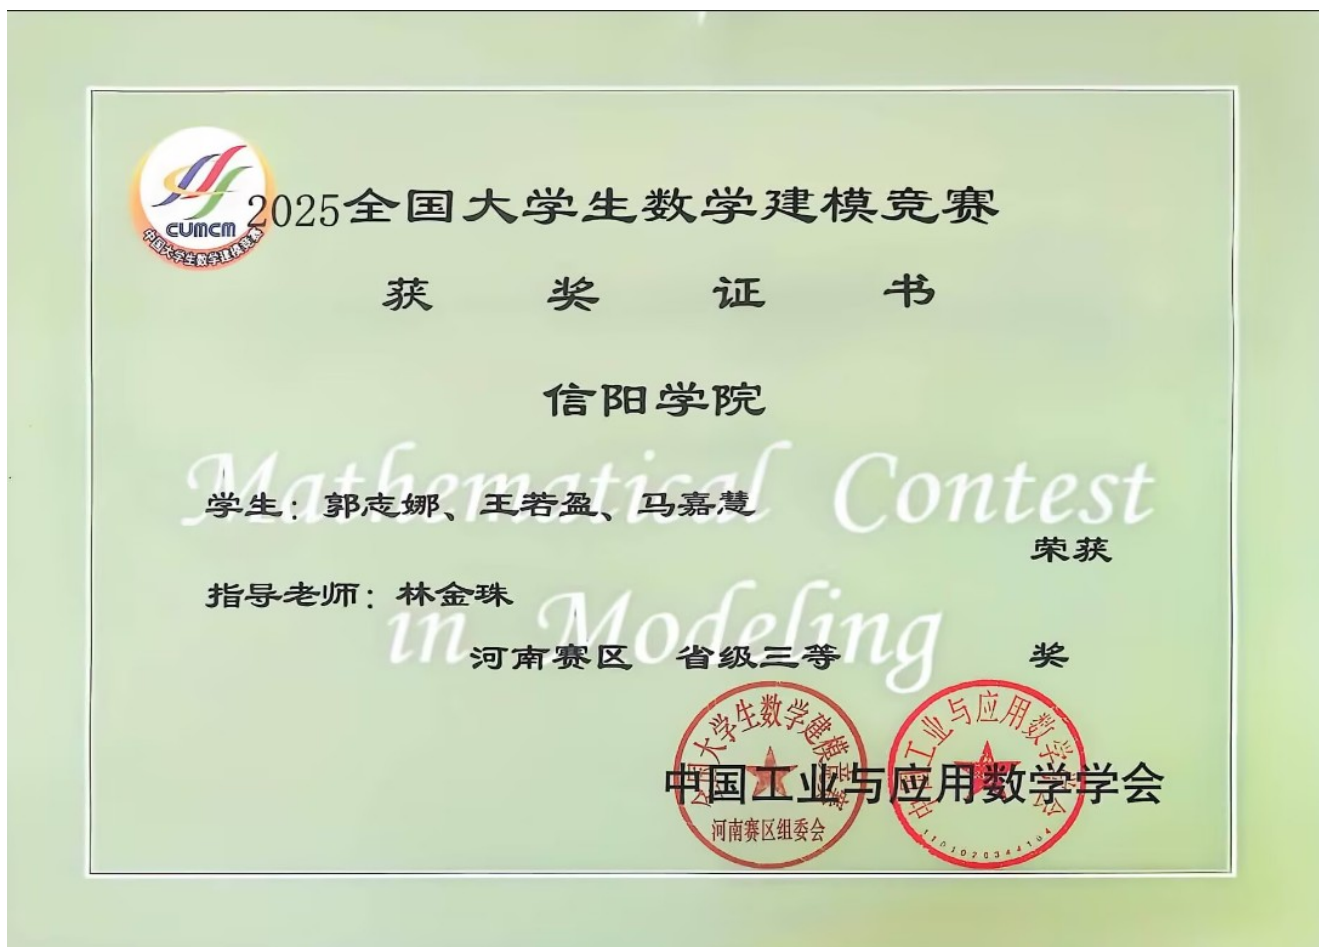 CUMCM
中国大学生数学建模竞赛
2025全国大学生数学建模竞赛
获 奖 证 书
信阳学院
Mathematical Contest
学生：郭志娜、王若盈、马嘉慧
荣获
指导老师：林金珠
in Modeling
河南赛区 省级三等 奖
全国大学生数学建模竞赛
河南赛区组委会
中国工业与应用数学学会
中国工业与应用数学学会
1101020344104